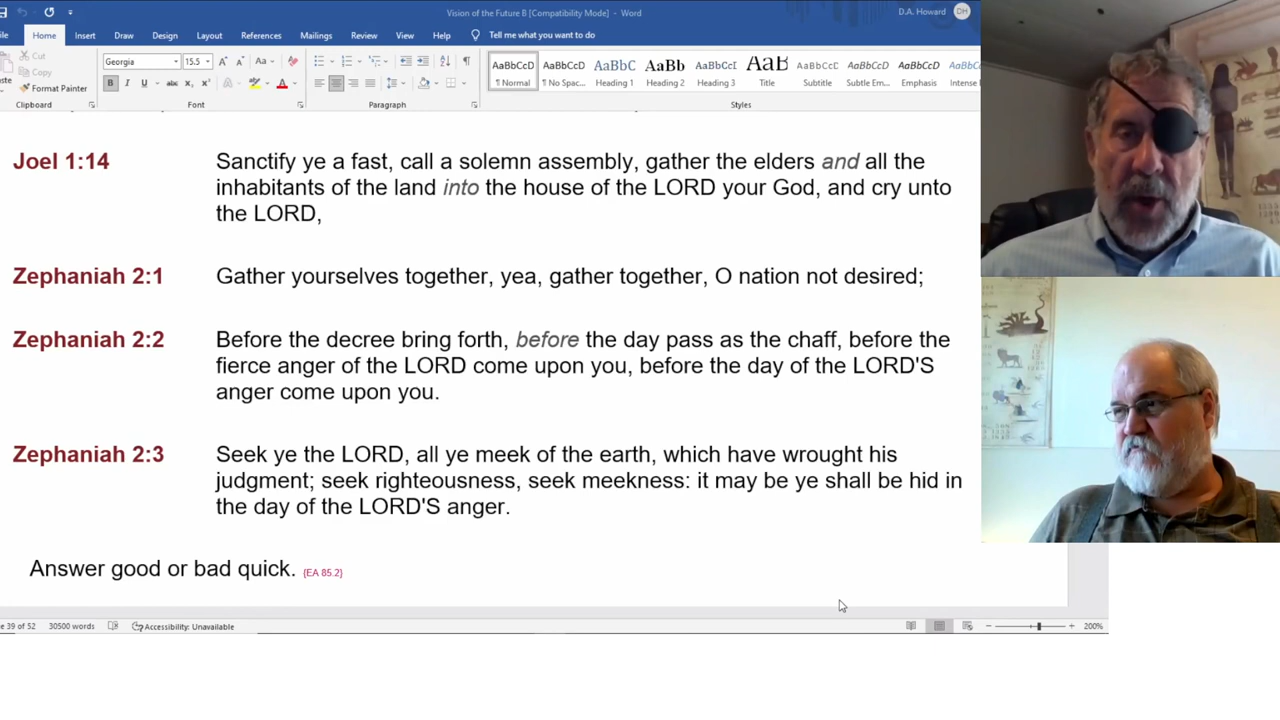 Vision of the Future B [Compatibility Mode] - Word
D.A. Howard DH
Home Insert Draw Design Layout References Mailings Review View Help Tell me what you want to do
Cut
Copy
Format Painter
Georgia 15.5
AaBbCcD AaBbCcD AaBbC AaBb AaBbC AaB AaBbCcD AaBbCcD AaBbCcD
¶ Normal ¶ No Spac... Heading 1 Heading 2 Heading 3 Title Subtitle Subtle Em... Emphasis Intense
Clipboard Font Paragraph Styles
Joel 1:14 Sanctify ye a fast, call a solemn assembly, gather the elders and all the
inhabitants of the land into the house of the LORD your God, and cry unto
the LORD,
Zephaniah 2:1 Gather yourselves together, yea, gather together, O nation not desired;
Zephaniah 2:2 Before the decree bring forth, before the day pass as the chaff, before the
fierce anger of the LORD come upon you, before the day of the LORD'S
anger come upon you.
Zephaniah 2:3 Seek ye the LORD, all ye meek of the earth, which have wrought his
judgment; seek righteousness, seek meekness: it may be ye shall be hid in
the day of the LORD'S anger.
Answer good or bad quick. {EA 85.2}
39 of 52 30500 words Accessibility: Unavailable 200%